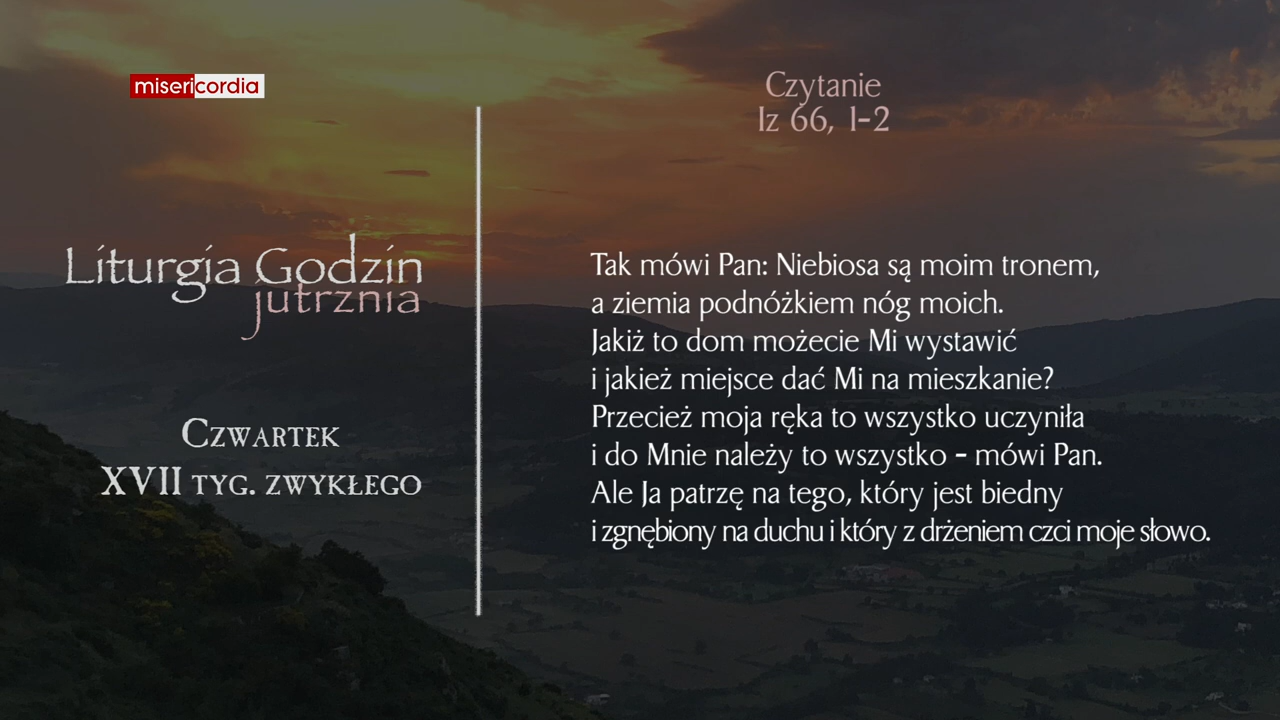 misericordia
Liturgia Godzin
jutrznia
Czwartek
XVII tyg. zwykłego
Czytanie
Iz 66, 1-2
Tak mówi Pan: Niebiosa są moim tronem,
a ziemia podnóżkiem nóg moich.
Jakiż to dom możecie Mi wystawić
i jakież miejsce dać Mi na mieszkanie?
Przecież moja ręka to wszystko uczyniła
i do Mnie należy to wszystko - mówi Pan.
Ale Ja patrzę na tego, który jest biedny
i zgnębiony na duchu i który z drżeniem czci moje słowo.